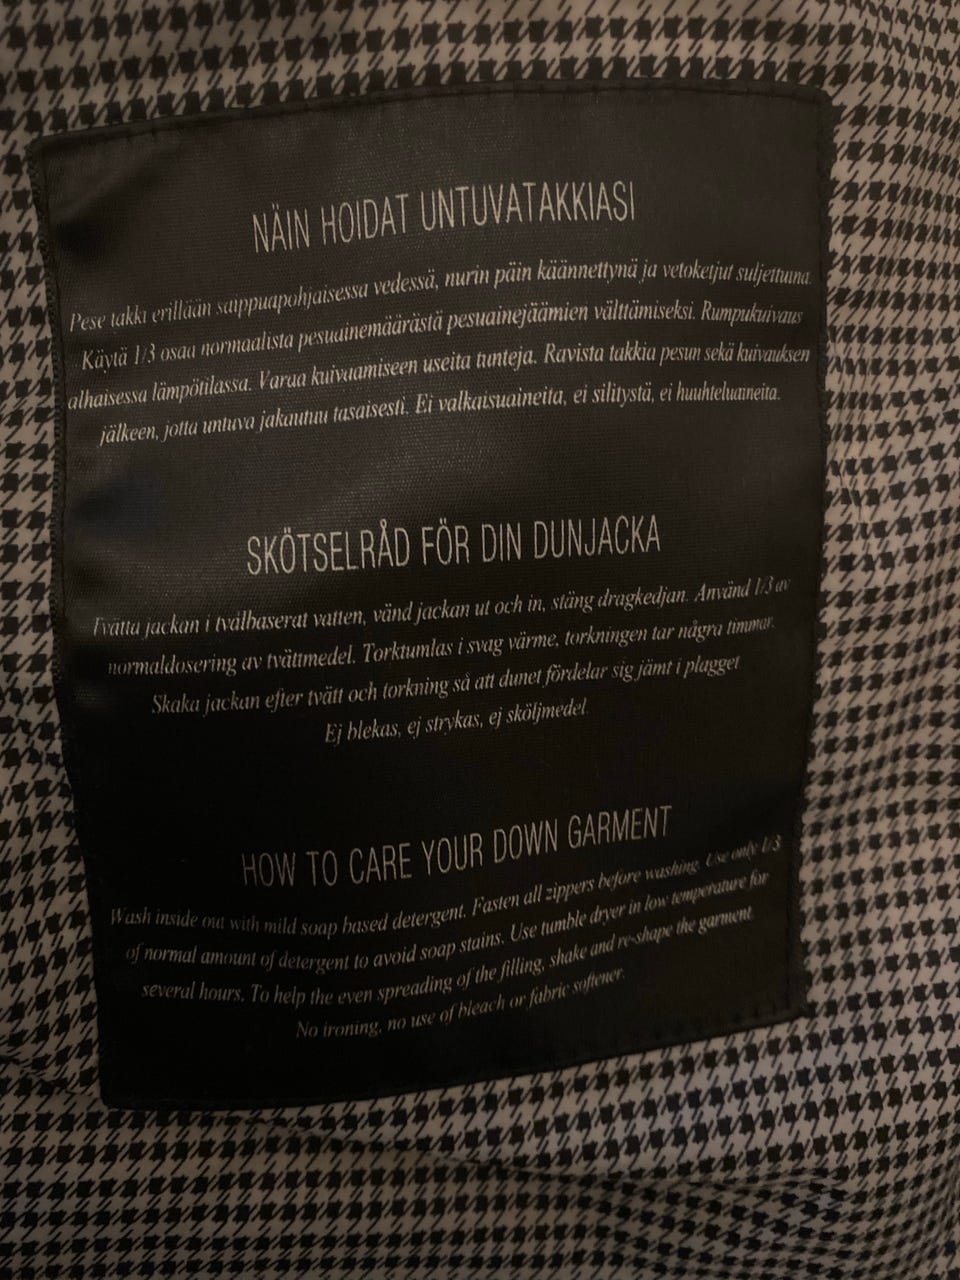 NÄIN HOIDAT UNTUVATAKKIASI
Pese takki erillään saippuapohjaisessa vedessä, nurin päin käännettynä ja vetoketjut suljettuina.
Käytä 1/3 osaa normaalista pesuainemäärästä pesuainejäämien välttämiseksi. Rumpukuivaus
alhaisessa lämpötilassa. Varaa kuivaamiseen useita tunteja. Ravista takkia pesun sekä kuivauksen
jälkeen, jotta untuva jakautuu tasaisesti. Ei valkaisuaineita, ei silitystä, ei huuhteluaineita.
SKÖTSELRÅD FÖR DIN DUNJACKA
Tvätta jackan i tvålbaserat vatten, vänd jackan ut och in, stäng dragkedjan. Använd 1/3 av
normaldosering av tvättmedel. Torktumlas i svag värme, torkningen tar några timmar.
Skaka jackan efter tvätt och torkning så att dunet fördelar sig jämt i plagget
Ej blekas, ej strykas, ej sköljmedel.
HOW TO CARE YOUR DOWN GARMENT
Wash inside out with mild soap based detergent. Fasten all zippers before washing. Use only 1/3
of normal amount of detergent to avoid soap stains. Use tumble dryer in low temperature for
several hours. To help the even spreading of the filling, shake and re-shape the garment
No ironing, no use of bleach or fabric softener.